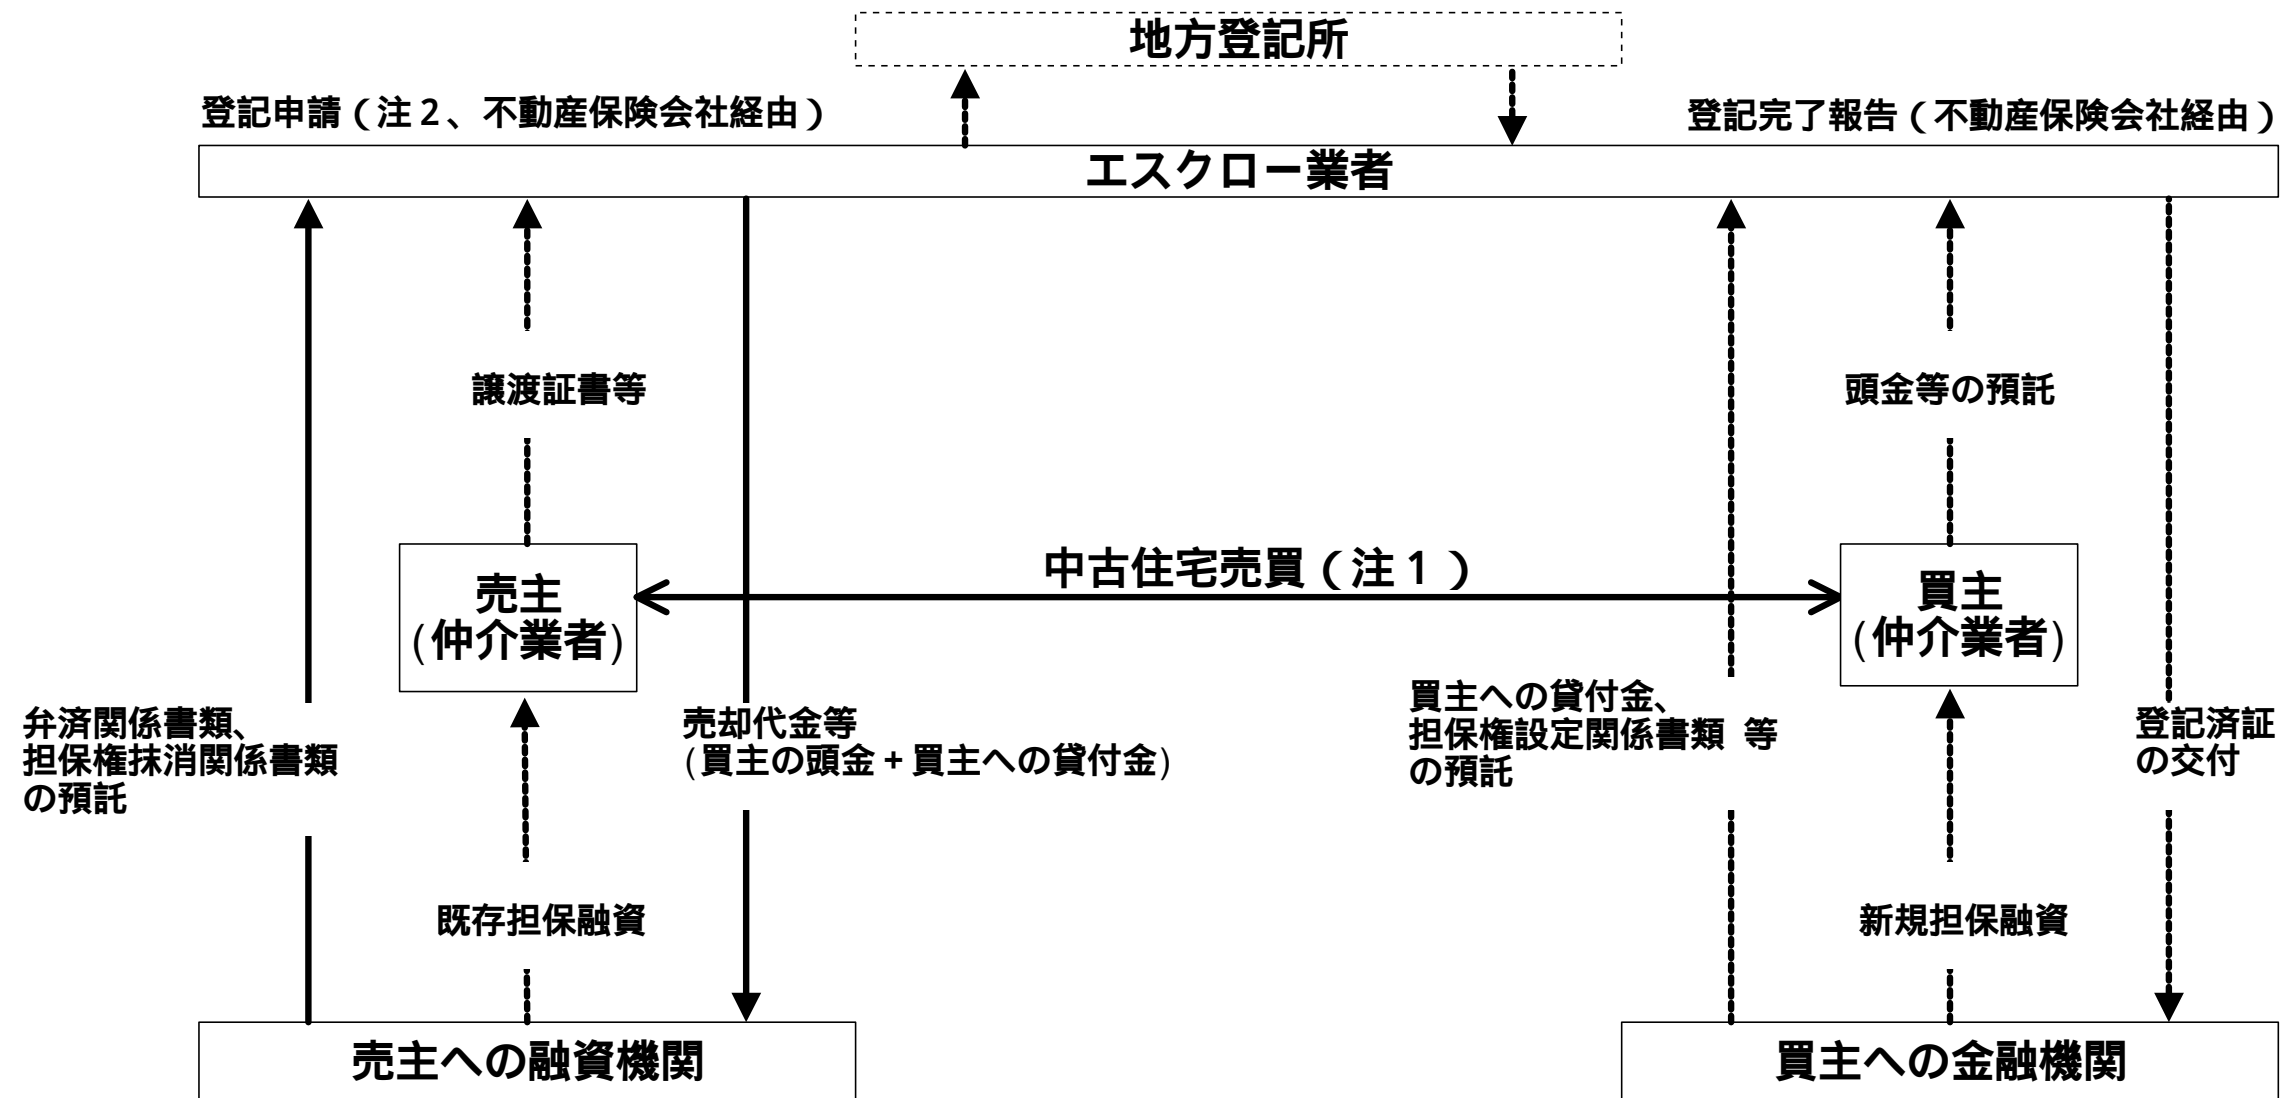 地方登記所
登記申請（注２、不動産保険会社経由）
登記完了報告（不動産保険会社経由）
エスクロー業者
譲渡証書等
頭金等の預託
中古住宅売買（注１）
売主
(仲介業者)
買主
(仲介業者)
弁済関係書類、
担保権抹消関係書類
の預託
売却代金等
(買主の頭金+買主への貸付金)
買主への貸付金、
担保権設定関係書類 等
の預託
登記済証
の交付
既存担保融資
新規担保融資
売主への融資機関
買主への金融機関